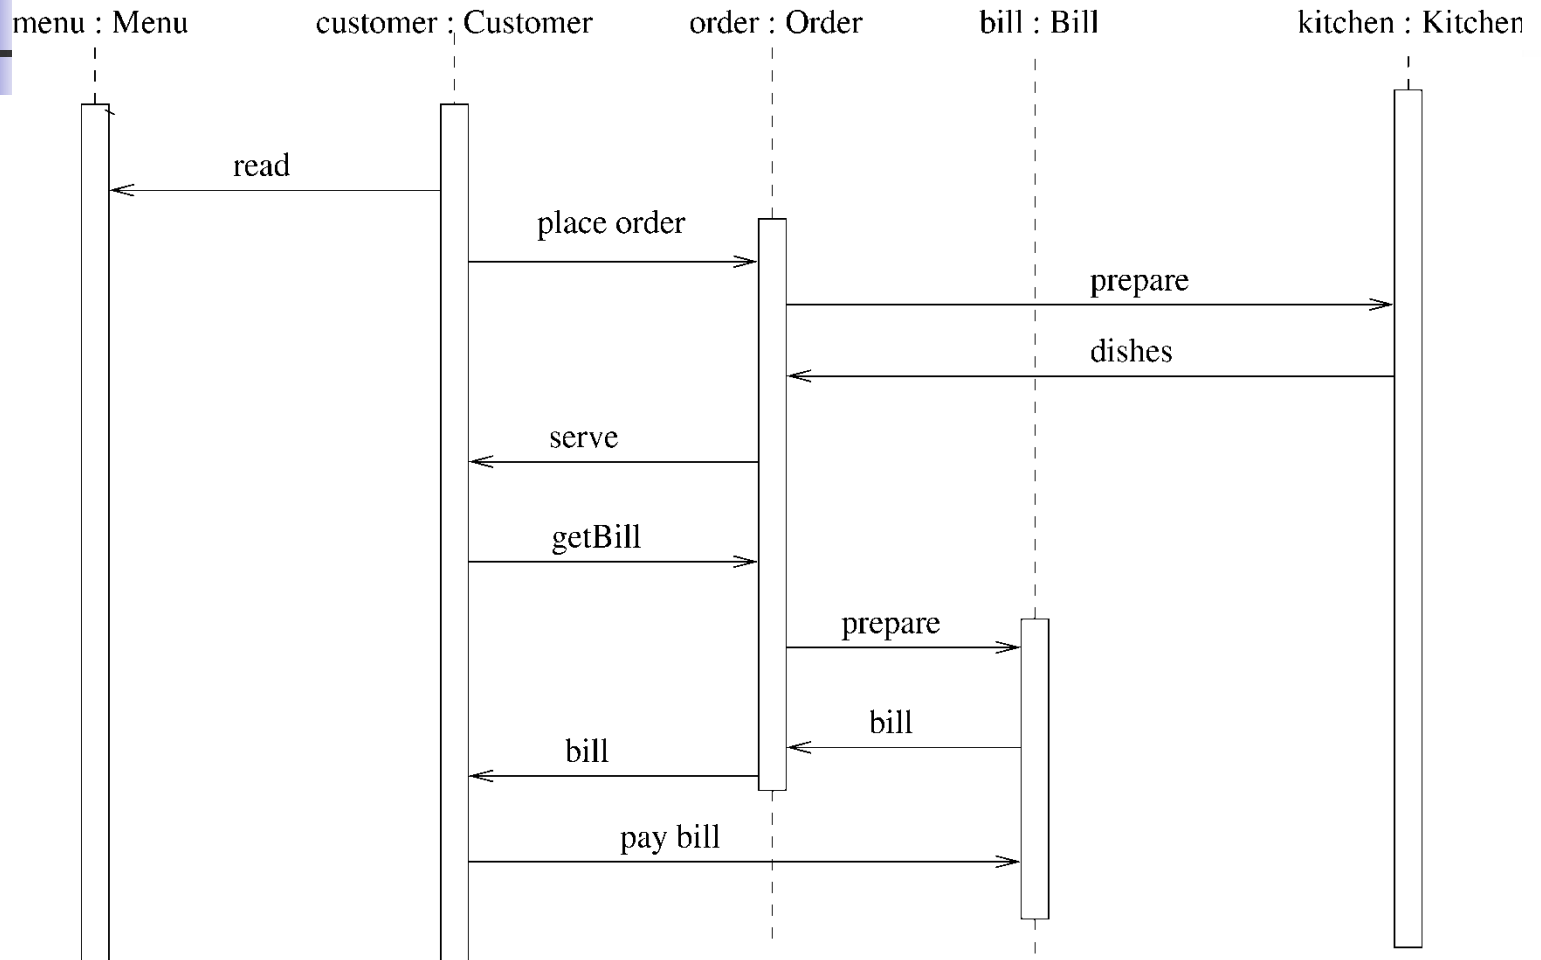 menu : Menu
customer : Customer
order : Order
bill : Bill
kitchen : Kitchen
read
place order
prepare
dishes
serve
getBill
prepare
bill
bill
pay bill